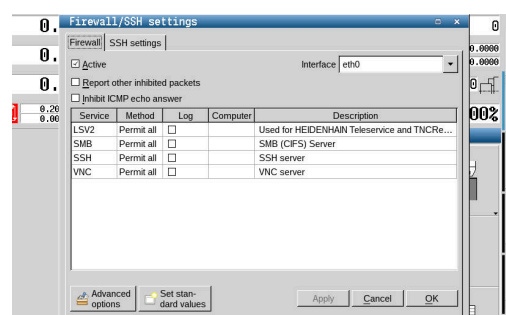 Firewall/SSH settings
Firewall SSH settings
Active Interface eth0
Report other inhibited packets
Inhibit ICMP echo answer
Service Method Log Computer Description
LSV2 Permit all Used for HEIDENHAIN Teleservice and TNCRe...
SMB Permit all SMB (CIFS) Server
SSH Permit all SSH server
VNC Permit all VNC server
Advanced options
Set stan-
dard values
Apply Cancel OK
0.
0.
0.
0.20
0.00
0
0.0000
0.0000
0
00%